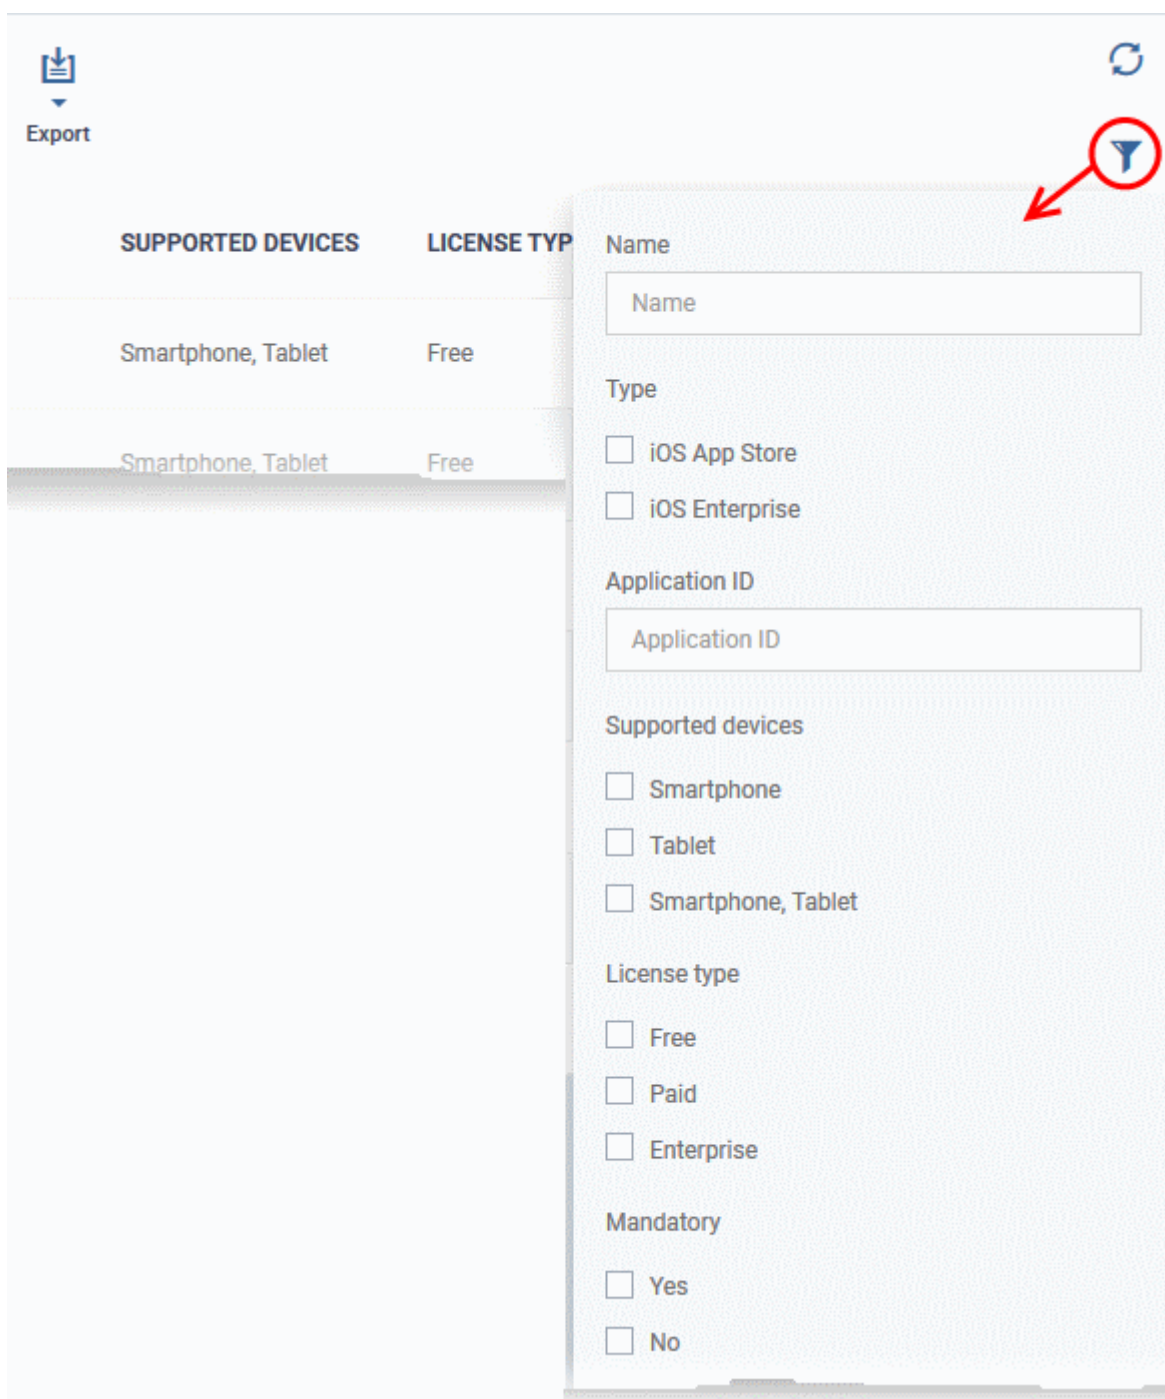 Export
SUPPORTED DEVICES LICENSE TYP
Smartphone, Tablet Free
Smartphone, Tablet Free
Name
Name
Type
iOS App Store
iOS Enterprise
Application ID
Application ID
Supported devices
Smartphone
Tablet
Smartphone, Tablet
License type
Free
Paid
Enterprise
Mandatory
Yes
No